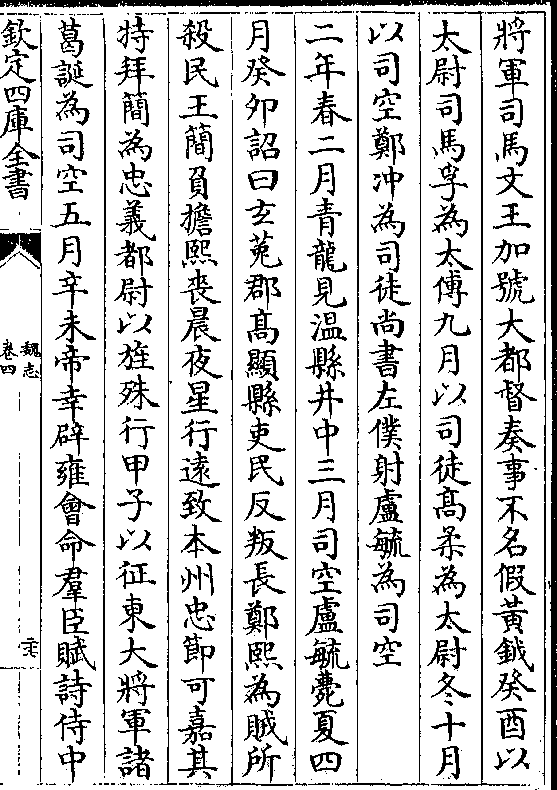 將軍司馬文王加號大都督奏事不名假黃鉞癸酉以
太尉司馬孚為太傅九月以司徒高柔為太尉冬十月
以司空鄭沖為司徒尚書左僕射盧毓為司空
二年春二月青龍見溫縣井中三月司空盧毓薨夏四
月癸卯詔曰玄菟郡高顯縣吏民反叛長鄭熙為賊所
殺民王簡負擔熙喪晨夜星行遠致本州忠節可嘉其
特拜簡為忠義都尉以旌殊行甲子以征東大將軍諸
葛誕為司空五月辛未帝幸辟雍會命羣臣賦詩侍中
欽定四庫全書
魏志
卷四